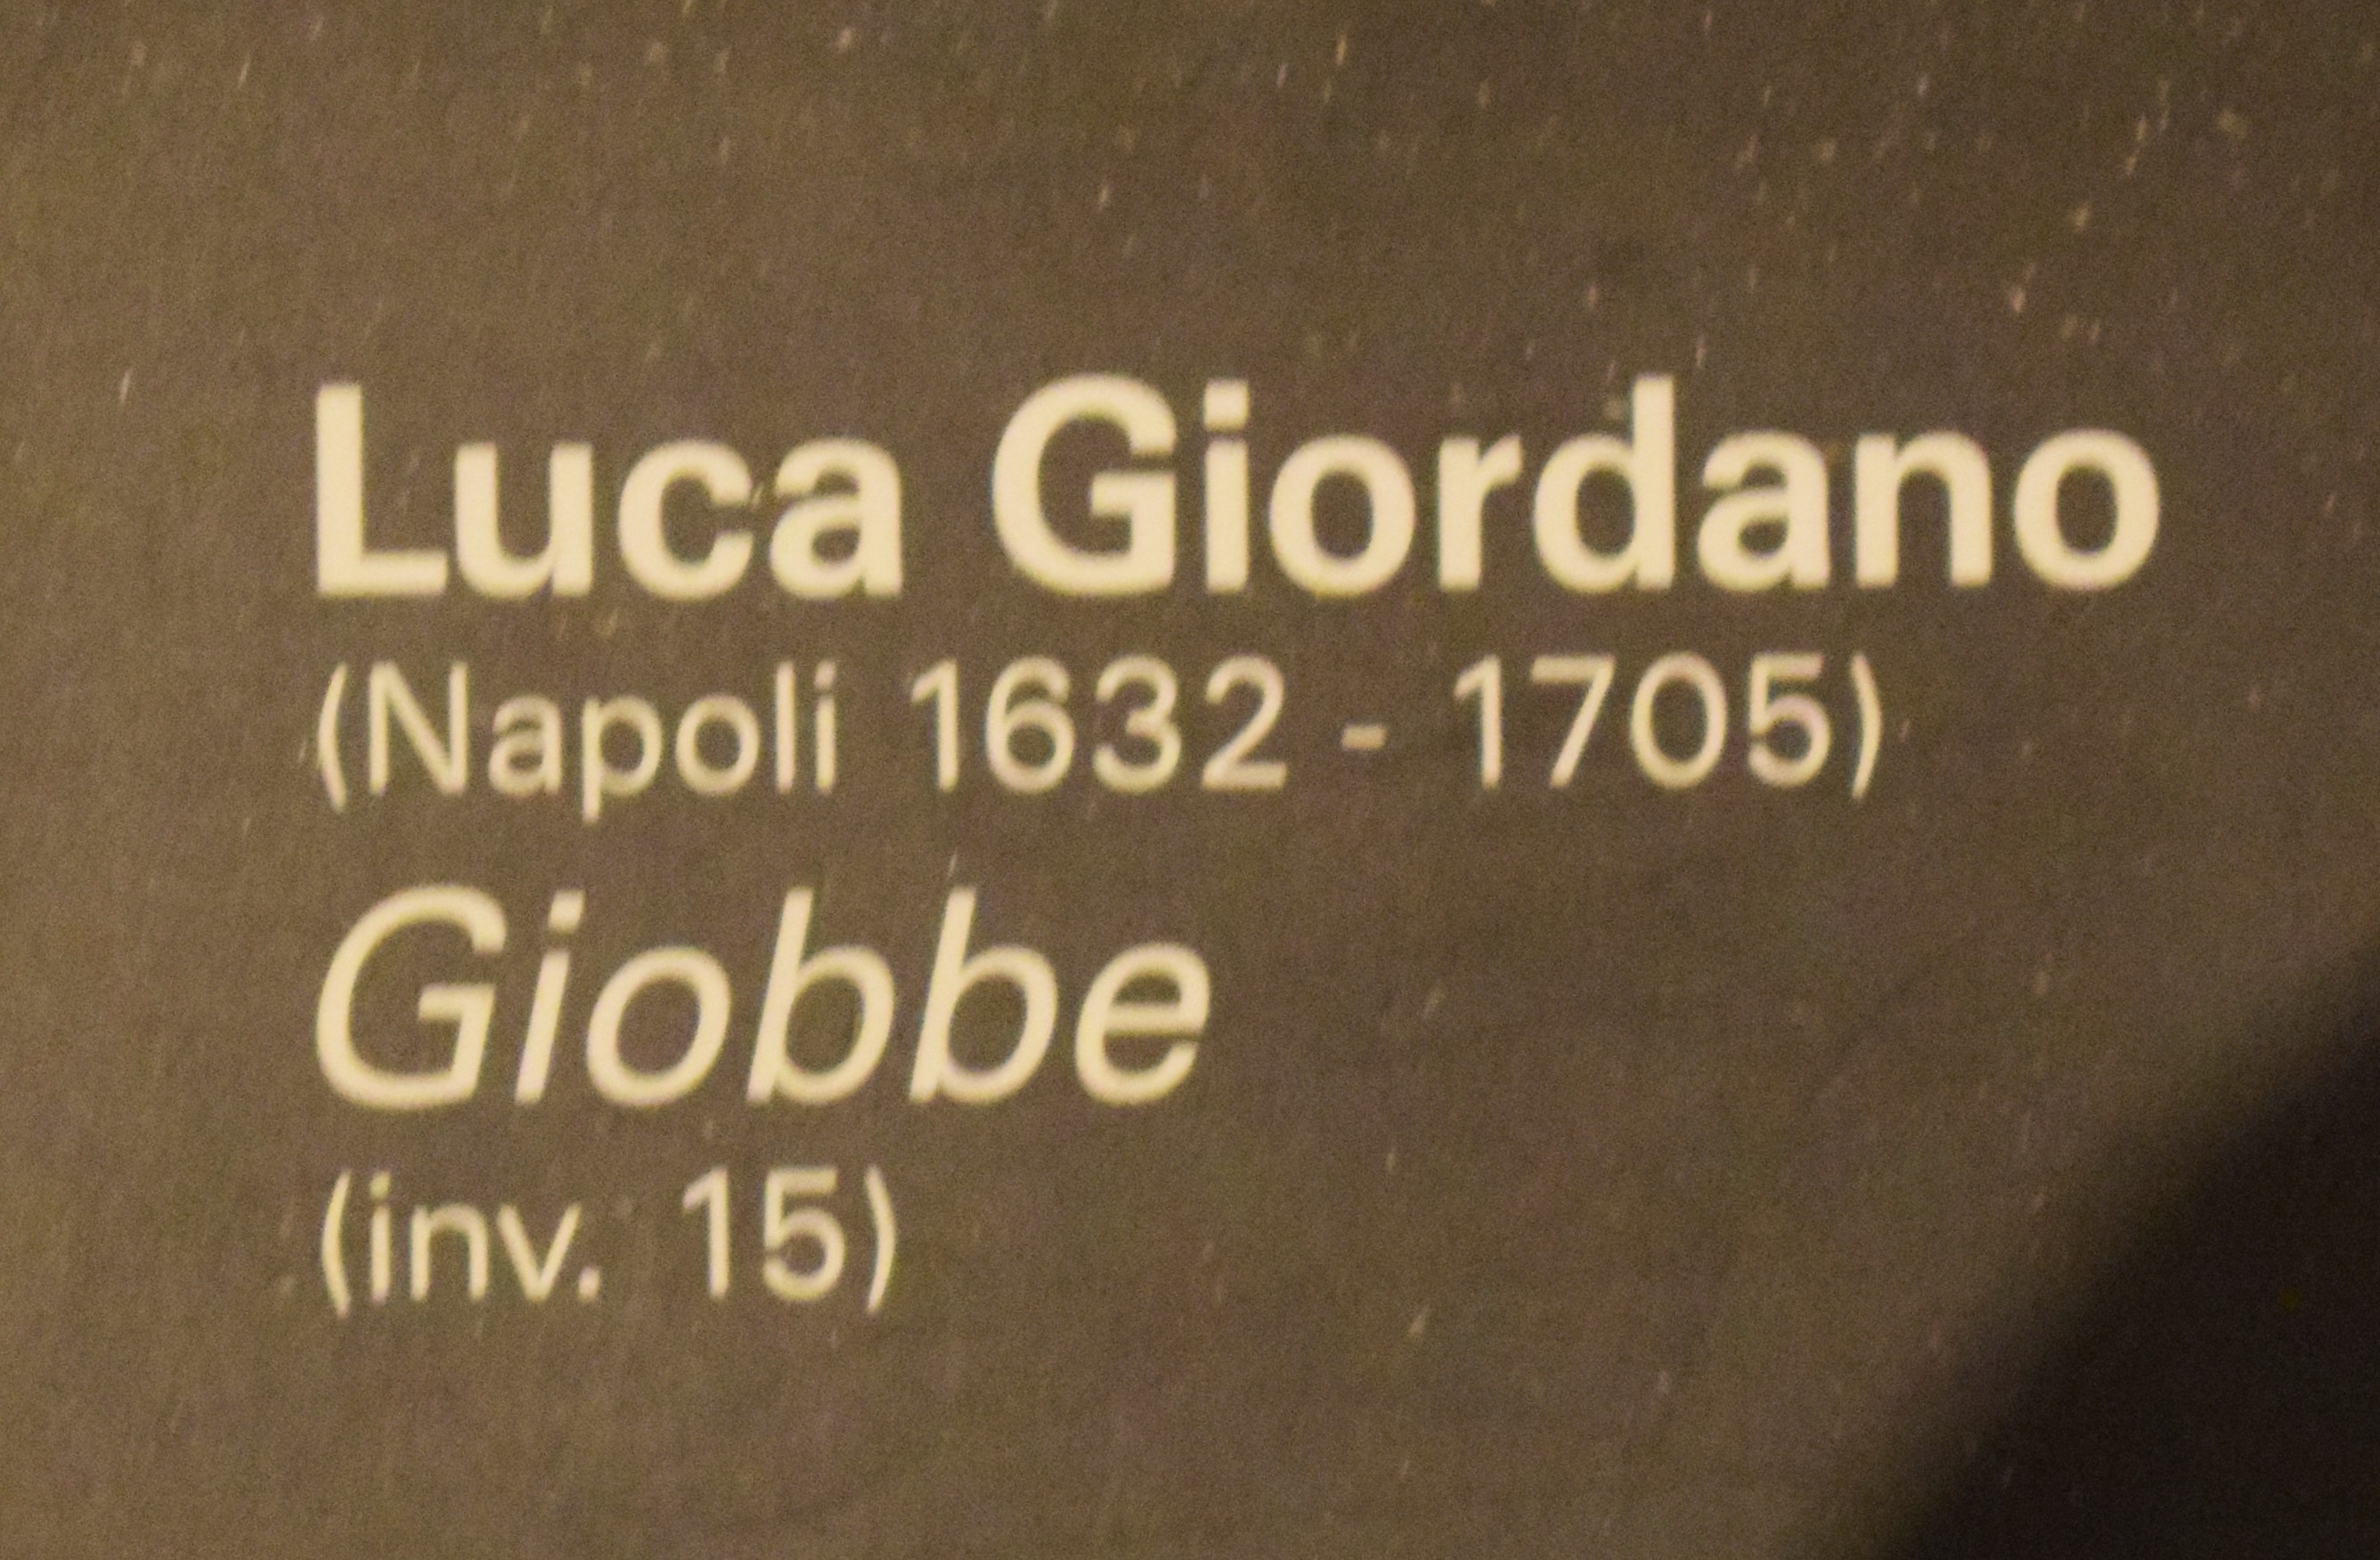 Luca Giordano
(Napoli 1632 - 1705)
Giobbe
(inv. 15)